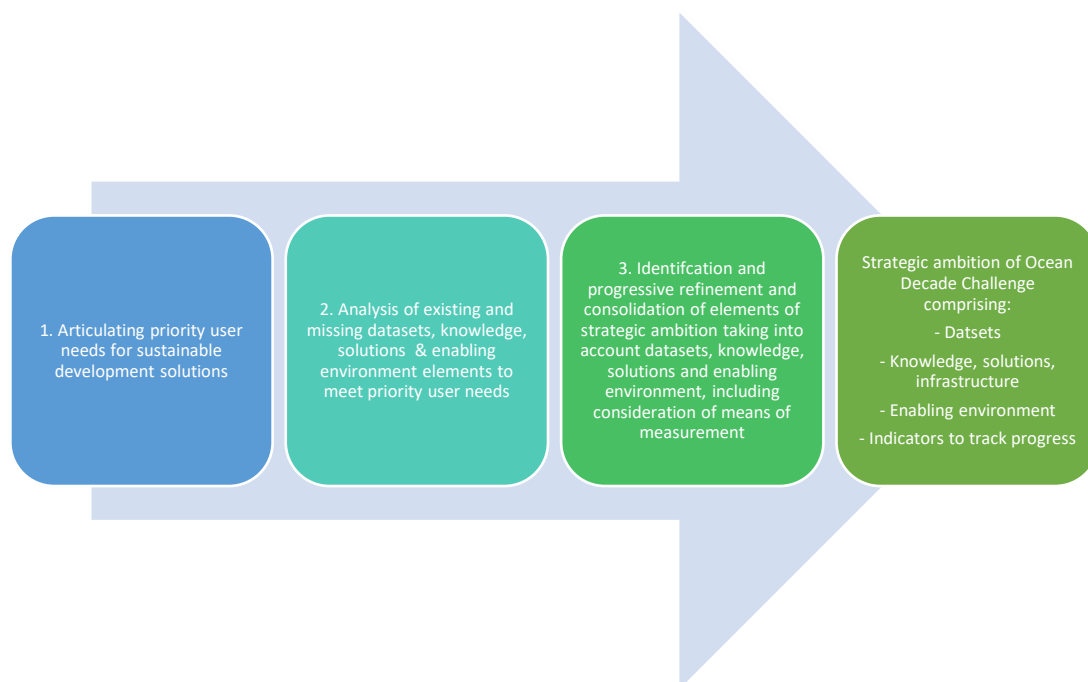 1. Articulating priority user
needs for sustainable
development solutions
2. Analysis of existing and
missing datasets, knowledge,
solutions & enabling
environment elements to
meet priority user needs
3. Identifcation and
progressive refinement and
consolidation of elements of
strategic ambition taking into
account datasets, knowledge,
solutions and enabling
environment, including
consideration of means of
measurement
Strategic ambition of Ocean
Decade Challenge
comprising:
- Datsets
- Knowledge, solutions,
infrastructure
- Enabling environment
- Indicators to track progress